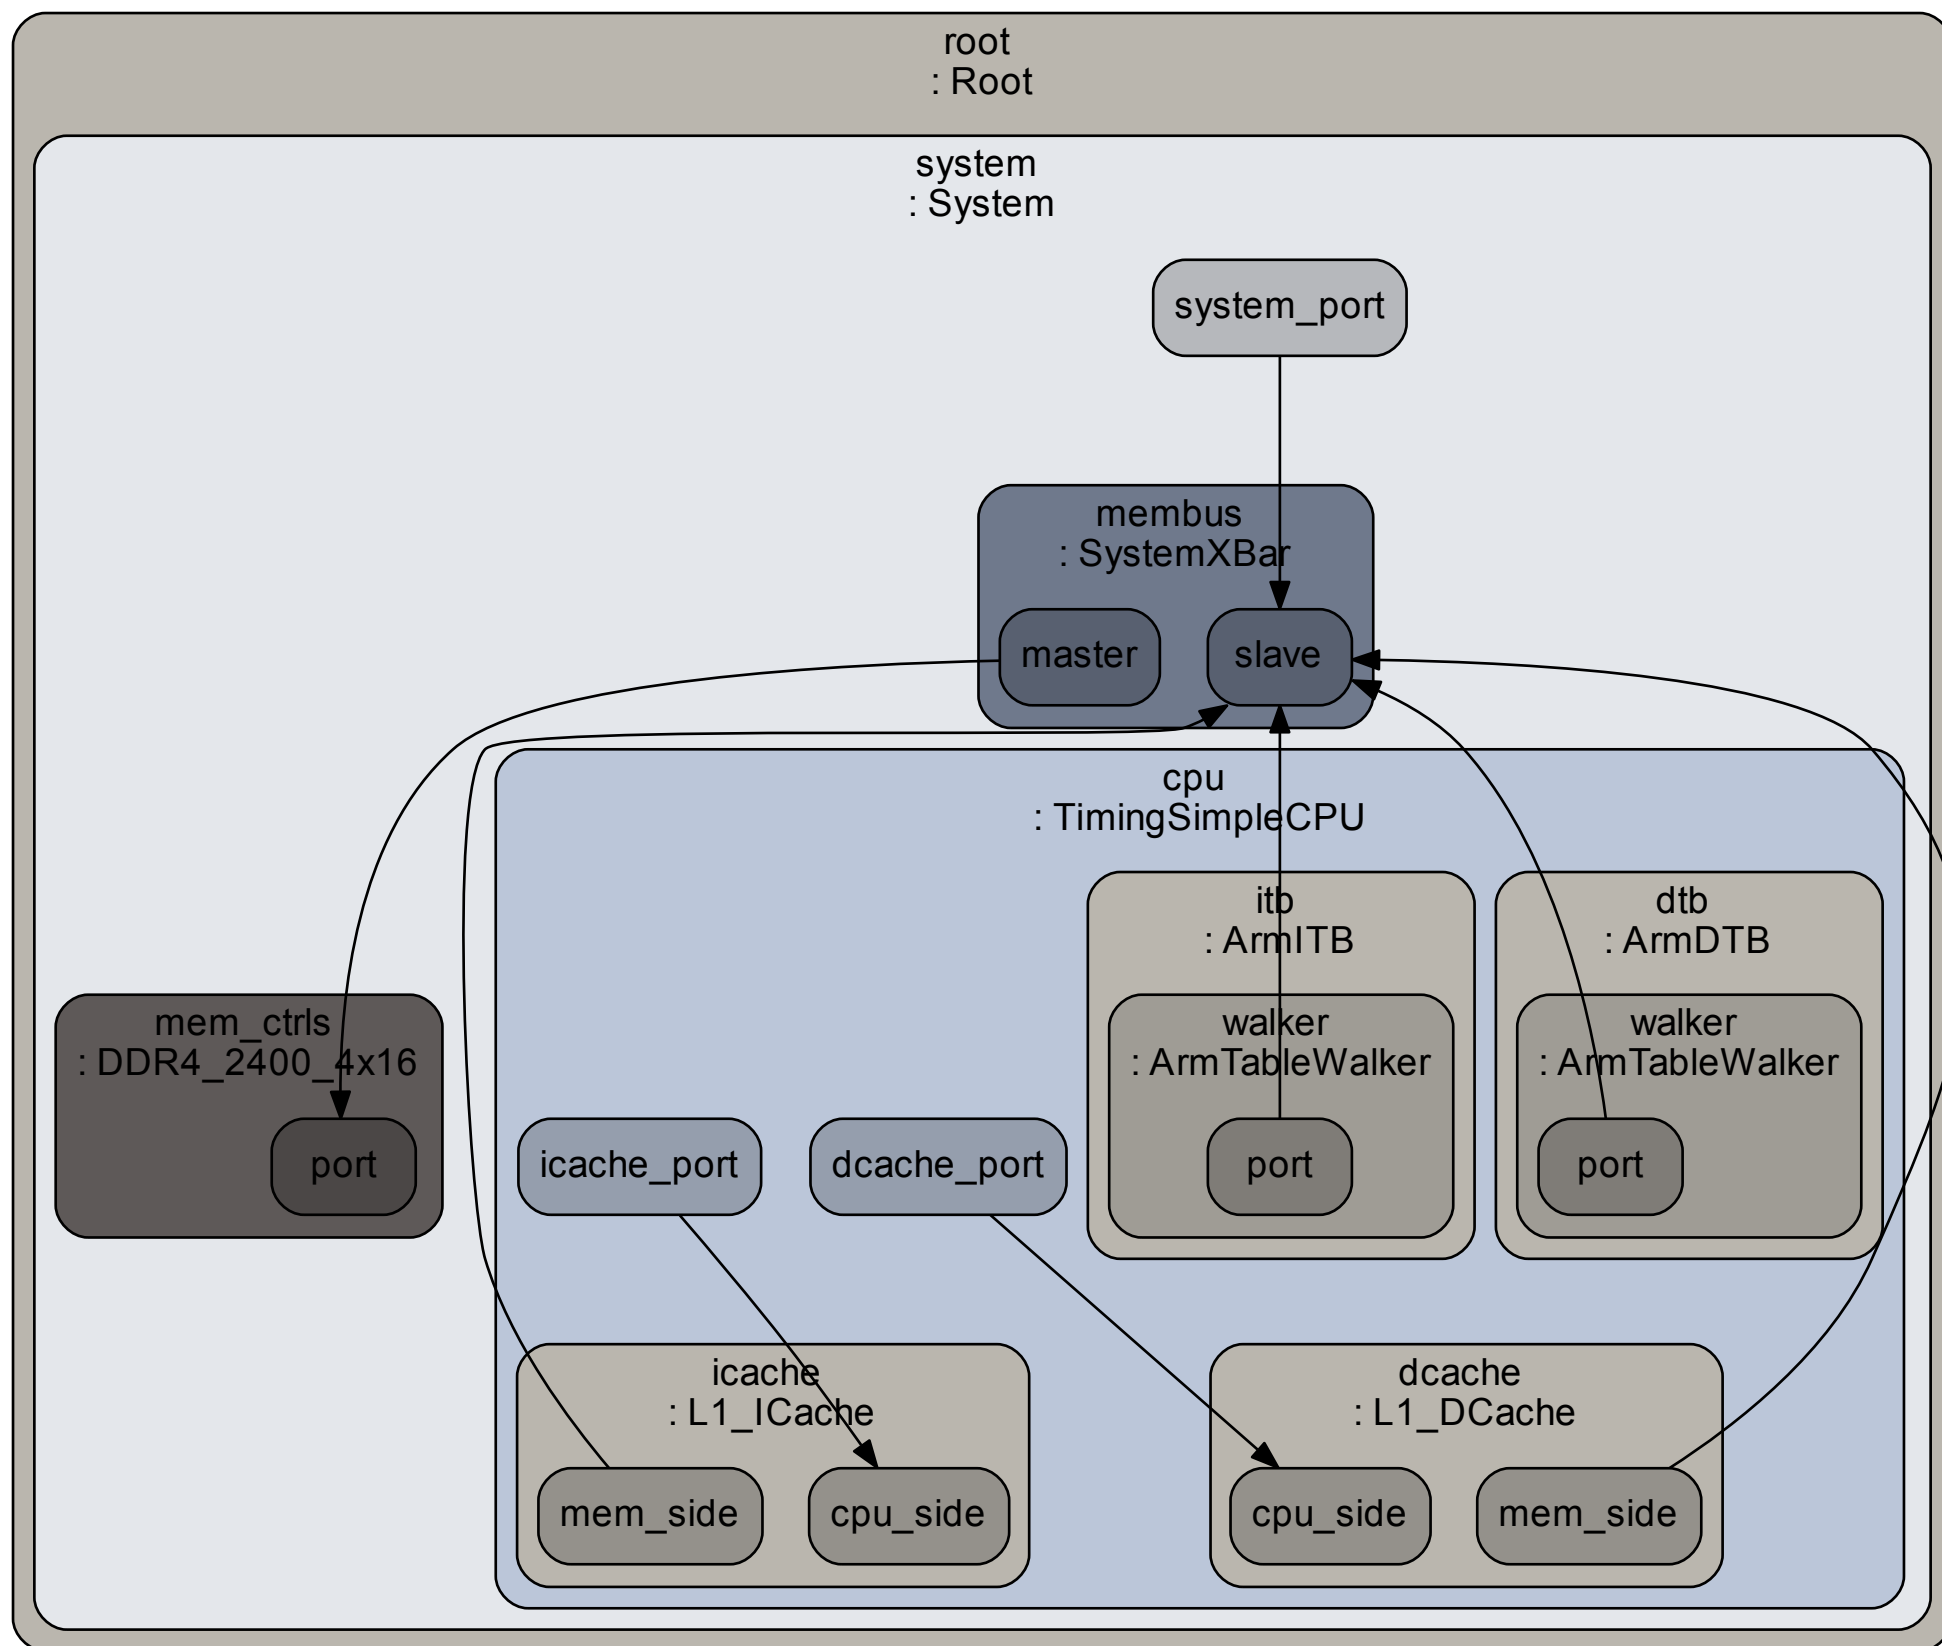 root
: Root
system
: System
system_port
membus
: SystemXBar
master
slave
cpu
: TimingSimpleCPU
itb
: ArmITB
dtb
: ArmDTB
mem_ctrls
: DDR4_2400_4x16
walker
: ArmTableWalker
walker
: ArmTableWalker
port
icache_port
dcache_port
port
port
icache
: L1_ICache
dcache
: L1_DCache
mem_side
cpu_side
cpu_side
mem_side